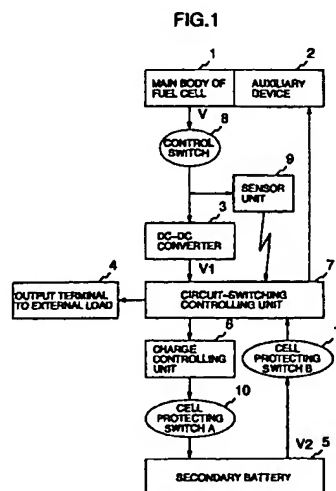 FIG.1
1
2
MAIN BODY OF
FUEL CELL
AUXILIARY
DEVICE
V
8
CONTROL
SWITCH
9
SENSOR
UNIT
3
DC-DC
CONVERTER
4
V1
7
OUTPUT TERMINAL
TO EXTERNAL LOAD
CIRCUIT-SWITCHING
CONTROLLING UNIT
6
CHARGE
CONTROLLING
UNIT
CELL
PROTECTING
SWITCH B
10
CELL
PROTECTING
SWITCH A
V2
5
SECONDARY BATTERY